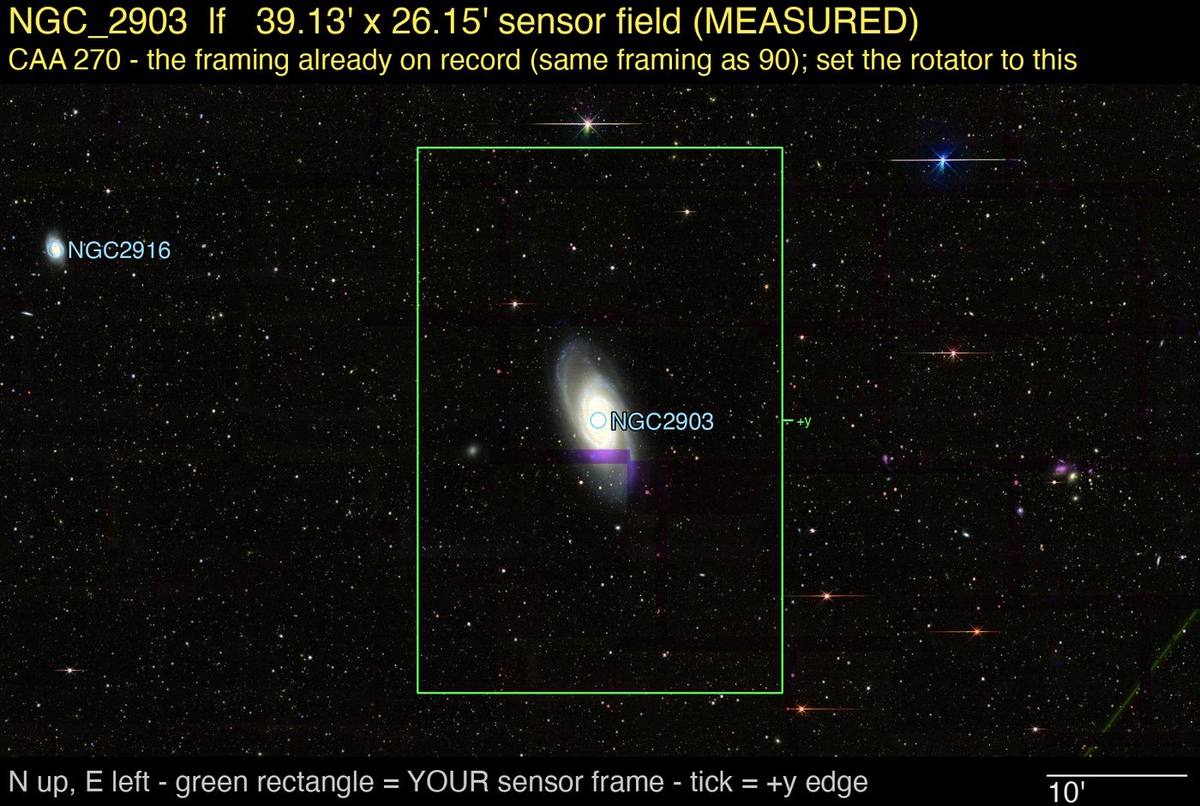 NGC_2903 lf 39.13' x 26.15' sensor field (MEASURED)
CAA 270 - the framing already on record (same framing as 90); set the rotator to this
NGC2916
NGC2903
+y
N up, E left - green rectangle = YOUR sensor frame - tick = +y edge
10'